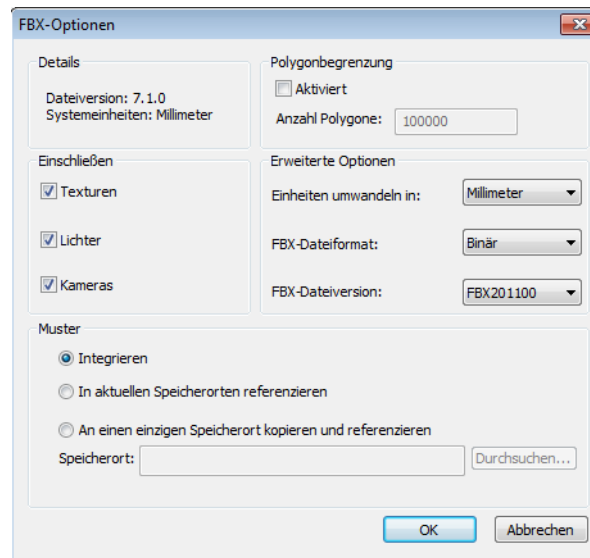 FBX-Optionen
Details
Dateiversion: 7.1.0
Systemeinheiten: Millimeter
Polygonbegrenzung
Aktiviert
Anzahl Polygone: 100000
Einschließen
Texturen
Lichter
Kameras
Erweiterte Optionen
Einheiten umwandeln in: Millimeter
FBX-Dateiformat: Binär
FBX-Dateiversion: FBX201100
Muster
Integrieren
In aktuellen Speicherorten referenzieren
An einen einzigen Speicherort kopieren und referenzieren
Speicherort: Durchsuchen...
OK Abbrechen